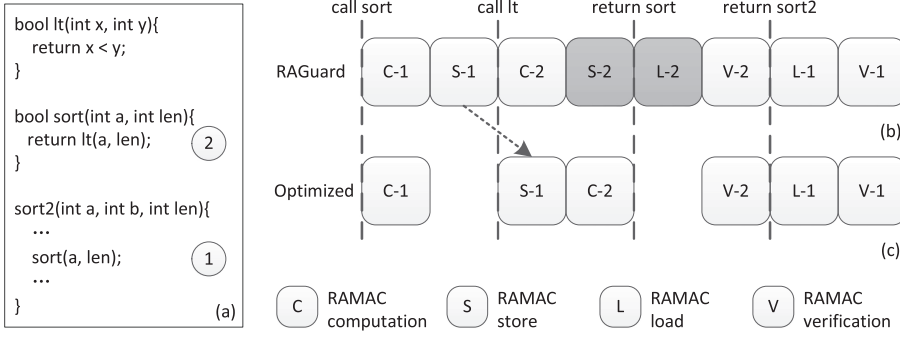 bool lt(int x, int y){
return x < y;
}
bool sort(int a, int len){
return lt(a, len);
2
}
sort2(int a, int b, int len){
...
sort(a, len);
1
...
}
(a)
call sort
call lt
return sort
return sort2
RAGuard
C-1
S-1
C-2
S-2
L-2
V-2
L-1
V-1
(b)
Optimized
C-1
S-1
C-2
V-2
L-1
V-1
(c)
C
RAMAC
computation
S
RAMAC
store
L
RAMAC
load
V
RAMAC
verification